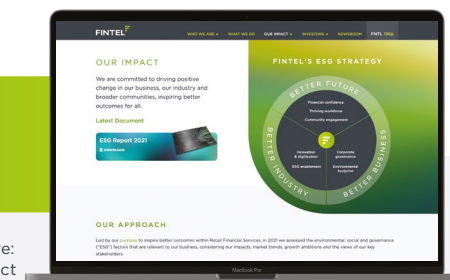 FINTEL
WHO WE ARE
WHAT WE DO
OUR IMPACT
INVESTORS
NEWSROOM
FNTL 198p
OUR IMPACT
We are committed to driving positive
change in our business, our industry and
broader communities, inspiring better
outcomes for all.
Latest Document
ESG Report 2021
DOWNLOAD
FINTEL'S ESG STRATEGY
BETTER FUTURE
Financial confidence
Thriving workforce
Community engagement
BETTER INDUSTRY
Innovation
& digitisation
ESG enablement
BETTER BUSINESS
Corporate
governance
Environmental
footprint
OUR APPROACH
Led by our purpose to inspire better outcomes within Retail Financial Services, in 2021 we assessed the environmental, social and governance
("ESG") factors that are relevant to our business, considering our impacts, market trends, growth ambitions and the views of our key
stakeholders.
MacBook Pro
e:
ct